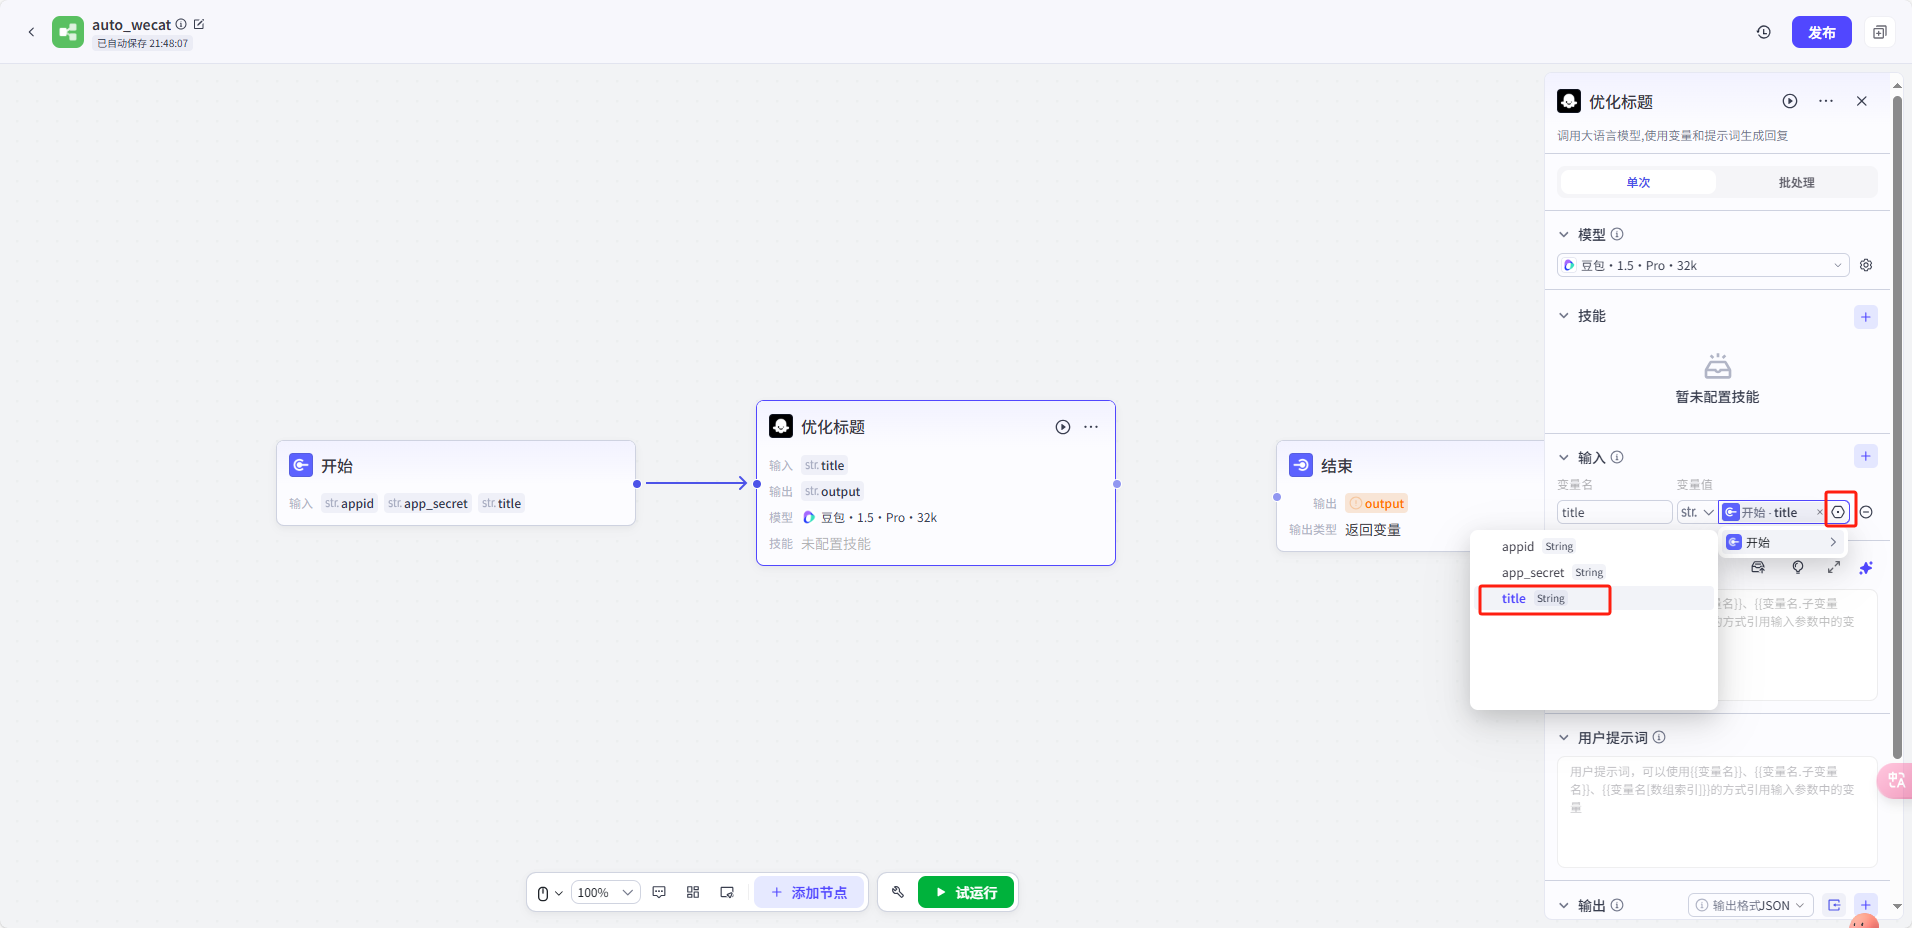 auto_wecat
已自动保存 21:48:07
发布
开始
输入 str. appid str. app_secret str. title
优化标题
输入 str. title
输出 str. output
模型 豆包·1.5·Pro·32k
技能 未配置技能
结束
输出 output
输出类型 返回变量
优化标题
调用大语言模型,使用变量和提示词生成回复
单次 批处理
模型
豆包·1.5·Pro·32k
技能
暂未配置技能
输入
变量名 变量值
title str. 开始 · title
开始
appid String
app_secret String
title String
量名}}、{{变量名.子变量
的方式引用输入参数中的变
用户提示词
用户提示词，可以使用{{变量名}}、{{变量名.子变量
名}}、{{变量名[数组索引]}}的方式引用输入参数中的变
量
输出 输出格式JSON
100%
添加节点
试运行
中A